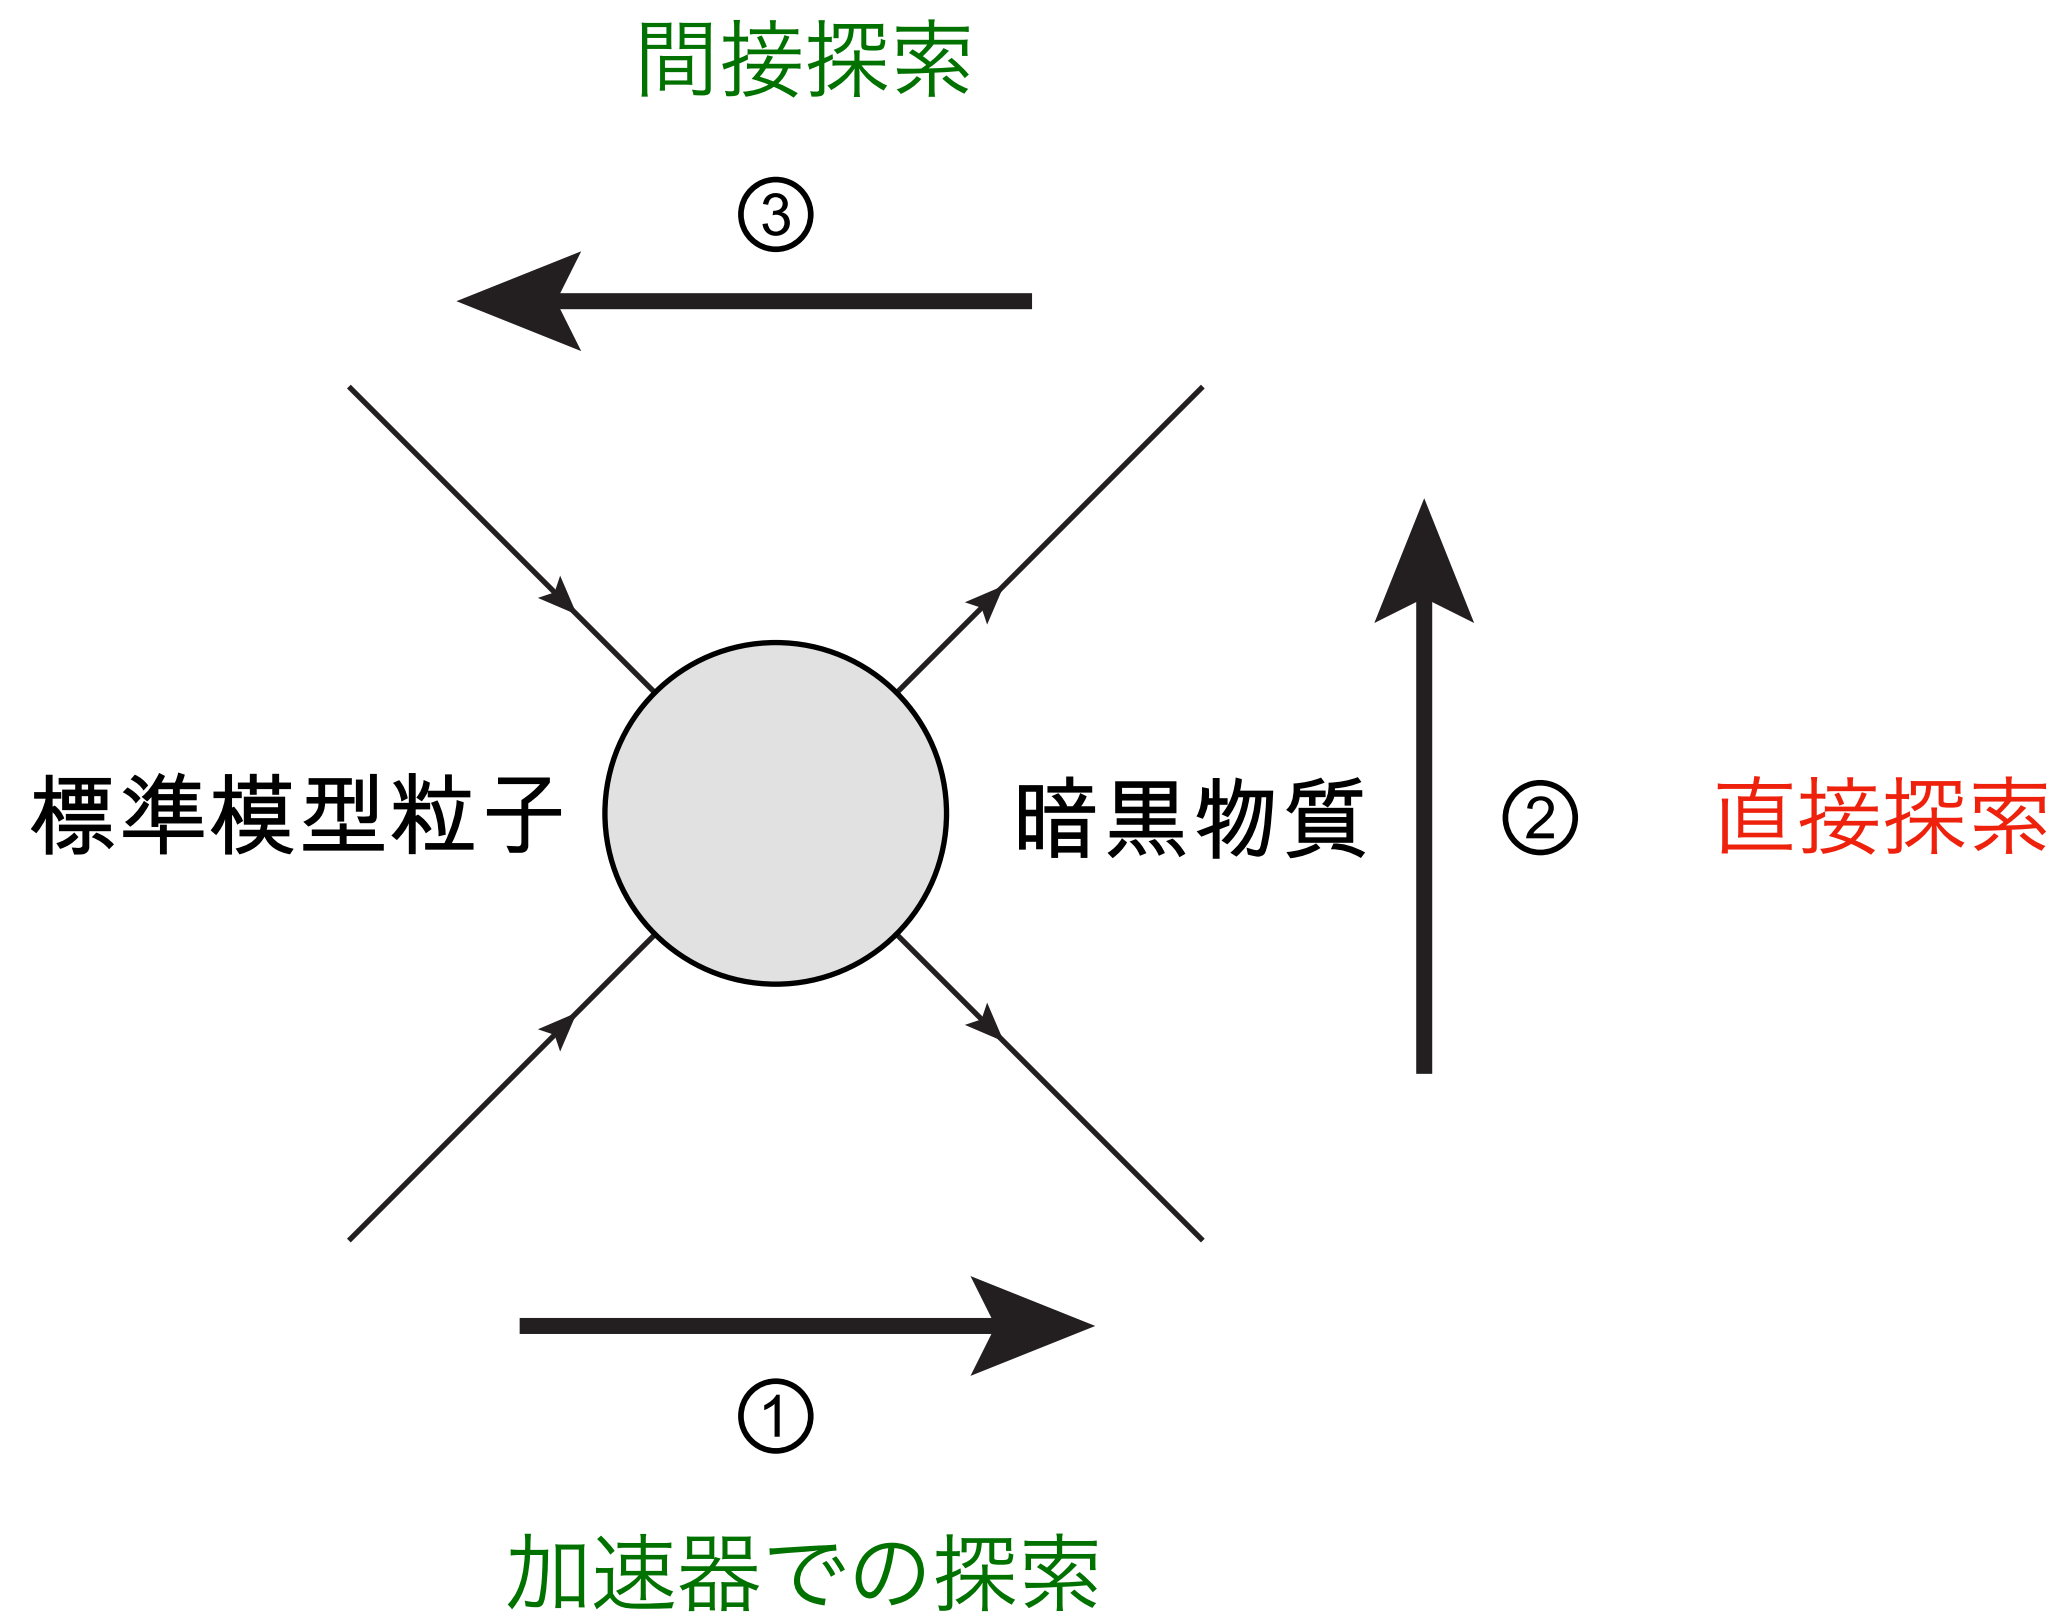 間接探索
③
標準模型粒子
暗黒物質
②
直接探索
①
加速器での探索